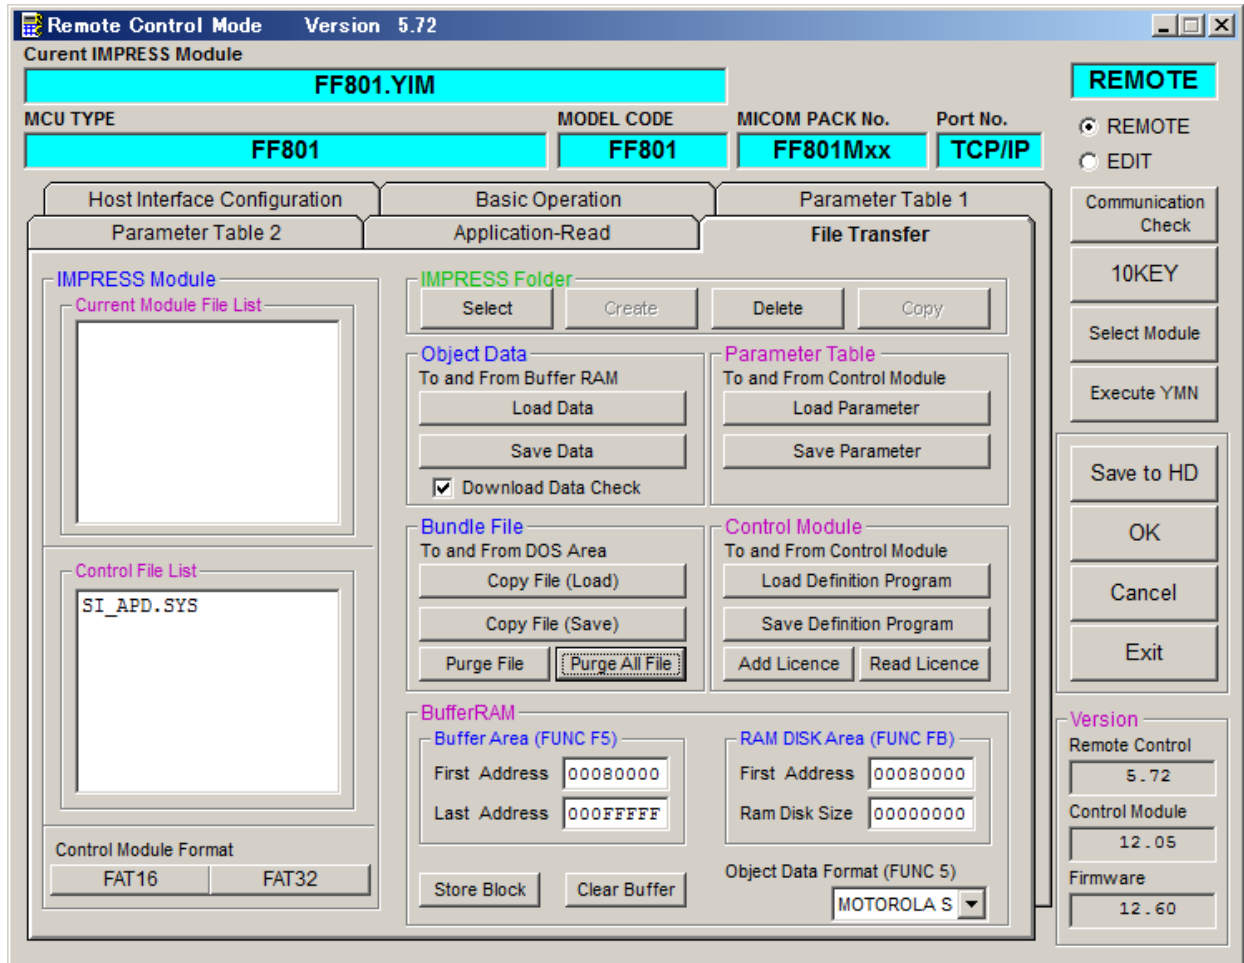 Remote Control Mode Version 5.72
Curent IMPRESS Module
FF801.YIM
REMOTE
MCU TYPE MODEL CODE MICOM PACK No. Port No.
FF801 FF801 FF801Mxx TCP/IP
REMOTE
EDIT
Host Interface Configuration Basic Operation Parameter Table 1
Parameter Table 2 Application-Read File Transfer
Communication
Check
10KEY
Select Module
Execute YMN
Save to HD
OK
Cancel
Exit
IMPRESS Module
Current Module File List
Control File List
SI_APD.SYS
Control Module Format
FAT16 FAT32
IMPRESS Folder
Select Create Delete Copy
Object Data
To and From Buffer RAM
Load Data
Save Data
Download Data Check
Parameter Table
To and From Control Module
Load Parameter
Save Parameter
Bundle File
To and From DOS Area
Copy File (Load)
Copy File (Save)
Purge File Purge All File
Control Module
To and From Control Module
Load Definition Program
Save Definition Program
Add Licence Read Licence
BufferRAM
Buffer Area (FUNC F5)
First Address 00080000
Last Address 000FFFFF
RAM DISK Area (FUNC FB)
First Address 00080000
Ram Disk Size 00000000
Store Block Clear Buffer
Object Data Format (FUNC 5)
MOTOROLA S
Version
Remote Control
5.72
Control Module
12.05
Firmware
12.60